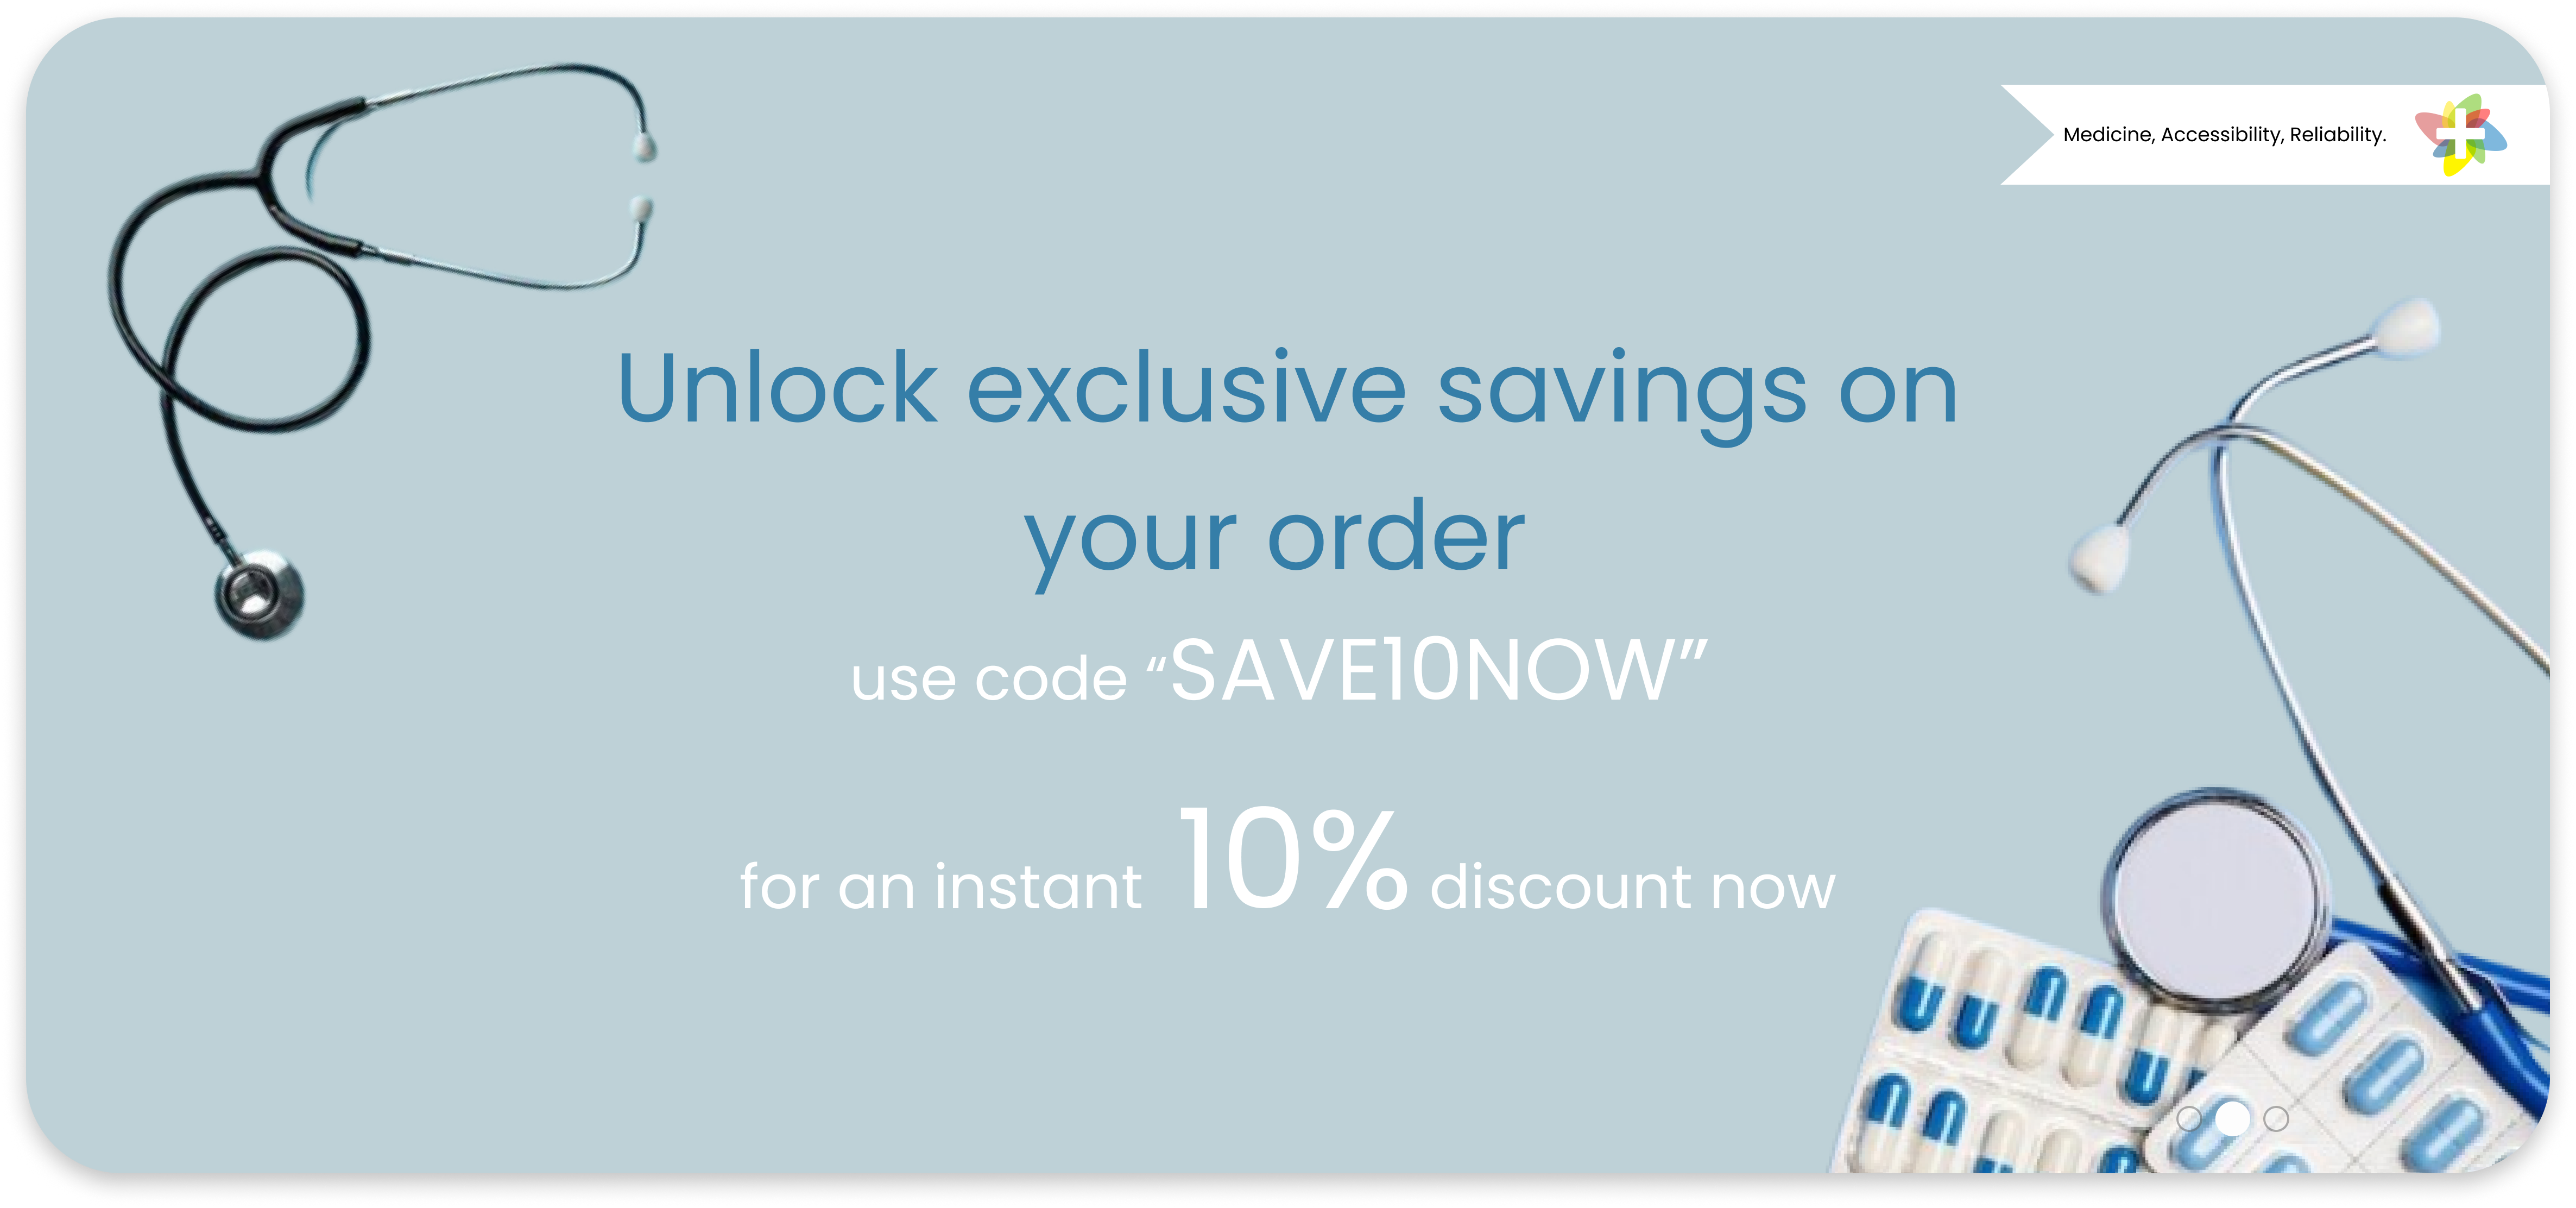 Medicine, Accessibility, Reliability.
Unlock exclusive savings on
your order
use code “SAVE10NOW”
for an instant 10% discount now